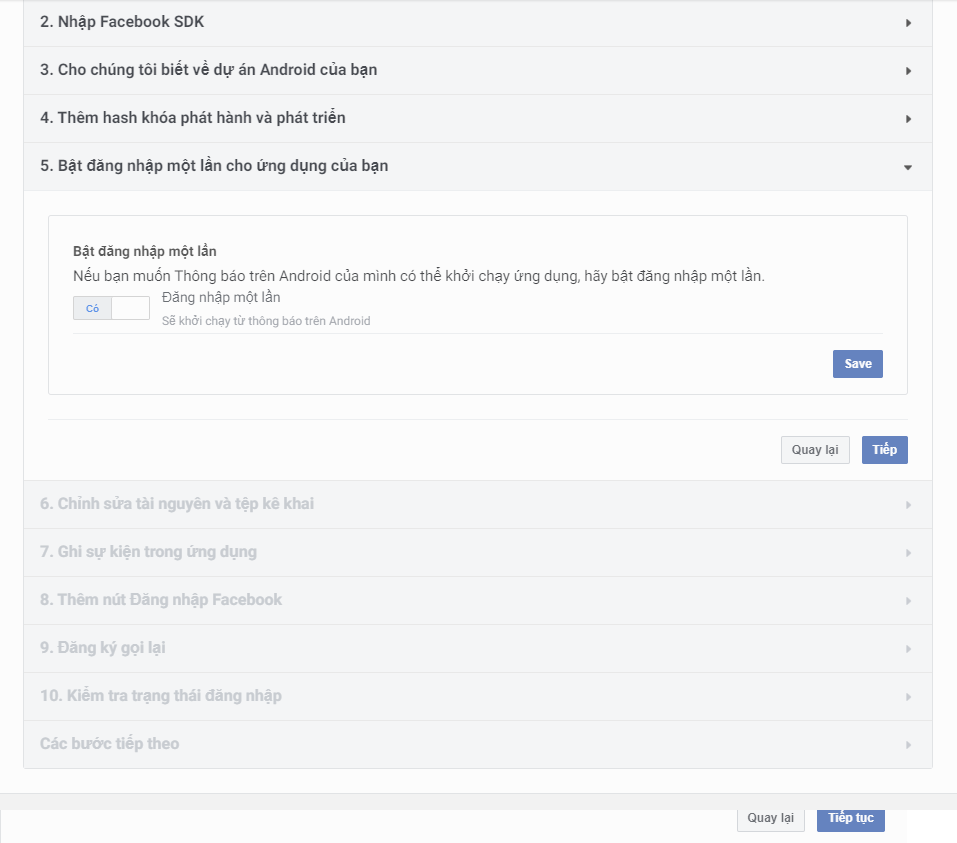 2. Nhập Facebook SDK
3. Cho chúng tôi biết về dự án Android của bạn
4. Thêm hash khóa phát hành và phát triển
5. Bật đăng nhập một lần cho ứng dụng của bạn
Bật đăng nhập một lần
Nếu bạn muốn Thông báo trên Android của mình có thể khởi chạy ứng dụng, hãy bật đăng nhập một lần.
Có
Đăng nhập một lần
Sẽ khởi chạy từ thông báo trên Android
Save
Quay lại Tiếp
6. Chỉnh sửa tài nguyên và tệp kê khai
7. Ghi sự kiện trong ứng dụng
8. Thêm nút Đăng nhập Facebook
9. Đăng ký gọi lại
10. Kiểm tra trạng thái đăng nhập
Các bước tiếp theo
Quay lại Tiếp tục